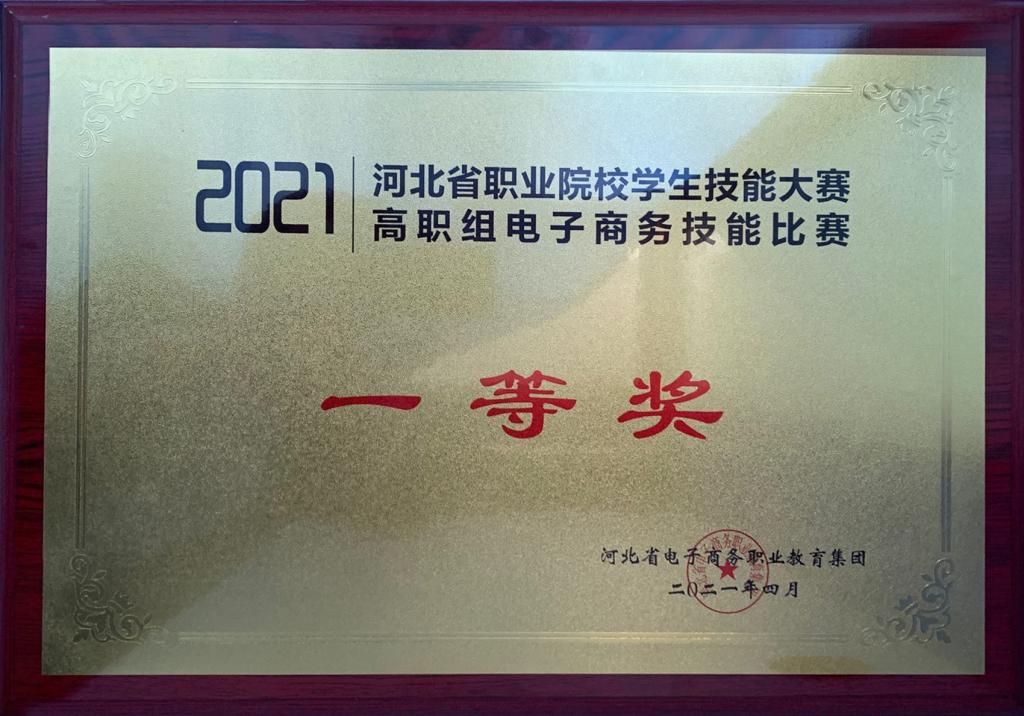 2021
河北省职业院校学生技能大赛
高职组电子商务技能比赛
一等奖
河北省电子商务职业教育集团
二〇二一年四月